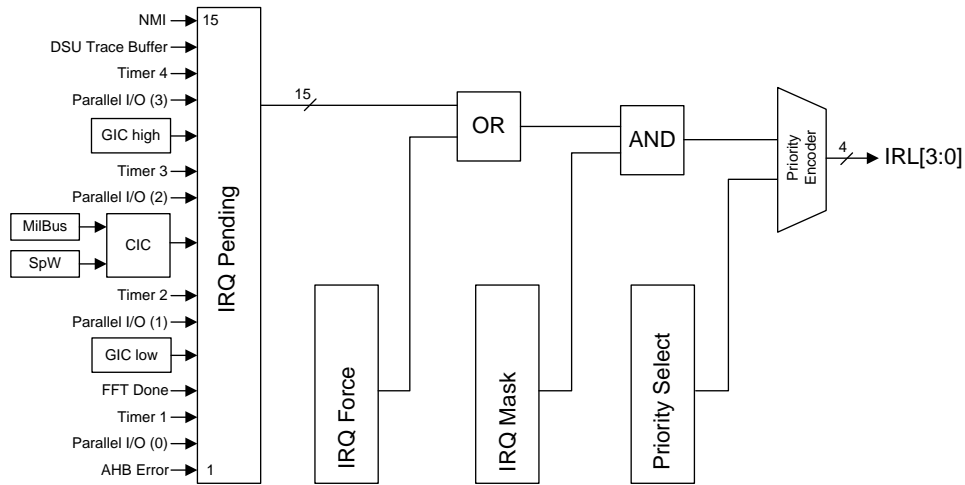 NMI
15
DSU Trace Buffer
Timer 4
Parallel I/O (3)
GIC high
Timer 3
Parallel I/O (2)
MilBus
CIC
SpW
Timer 2
Parallel I/O (1)
GIC low
FFT Done
Timer 1
Parallel I/O (0)
AHB Error
1
IRQ Pending
15
OR
AND
Priority
Encoder
4
IRL[3:0]
IRQ Force
IRQ Mask
Priority Select